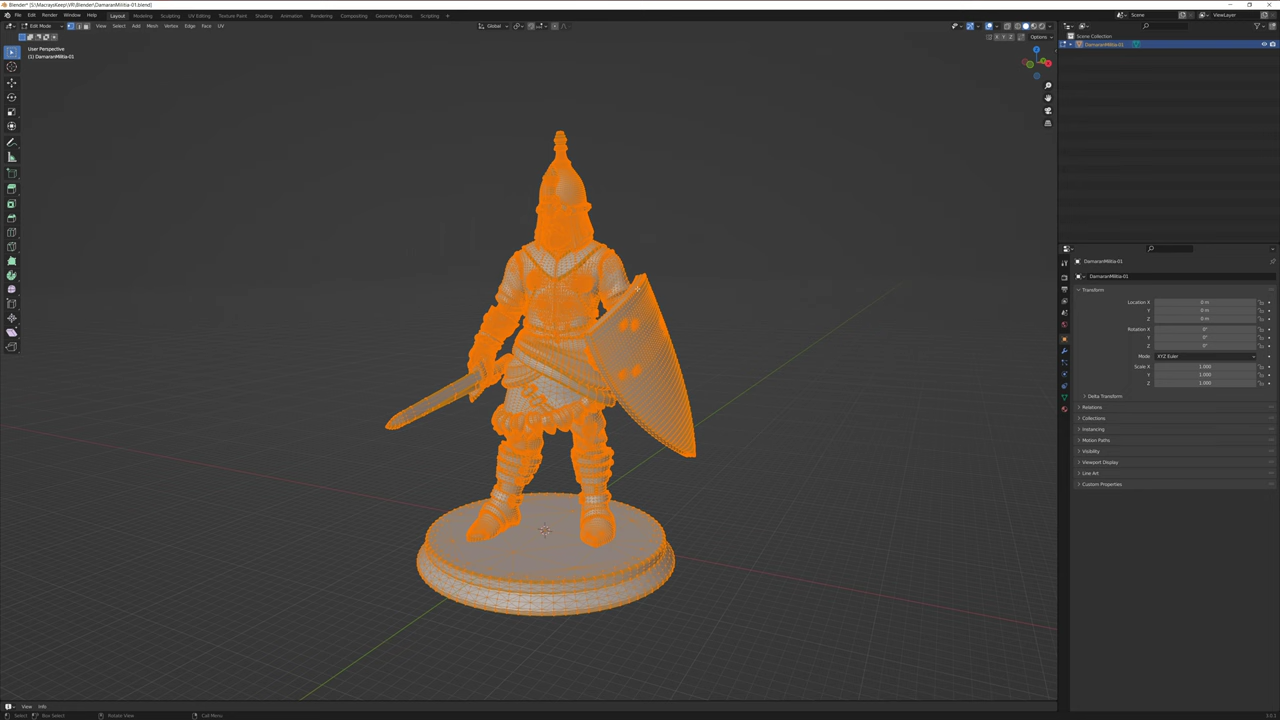 Blender* [S:\MacraysKeep\VR\Blender\DamaranMilitia-01.blend]
File Edit Render Window Help Layout Modeling Sculpting UV Editing Texture Paint Shading Animation Rendering Compositing Geometry Nodes Scripting + Scene ViewLayer
Edit Mode View Select Add Mesh Vertex Edge Face UV Global
X Y Z Options
User Perspective
(1) DamaranMilitia-01
Scene Collection
DamaranMilitia-01
DamaranMilitia-01
DamaranMilitia-01
Transform
Location X 0 m
Y 0 m
Z 0 m
Rotation X 0°
Y 0°
Z 0°
Mode XYZ Euler
Scale X 1.000
Y 1.000
Z 1.000
Delta Transform
Relations
Collections
Instancing
Motion Paths
Visibility
Viewport Display
Line Art
Custom Properties
View Info
Select Box Select Rotate View Call Menu